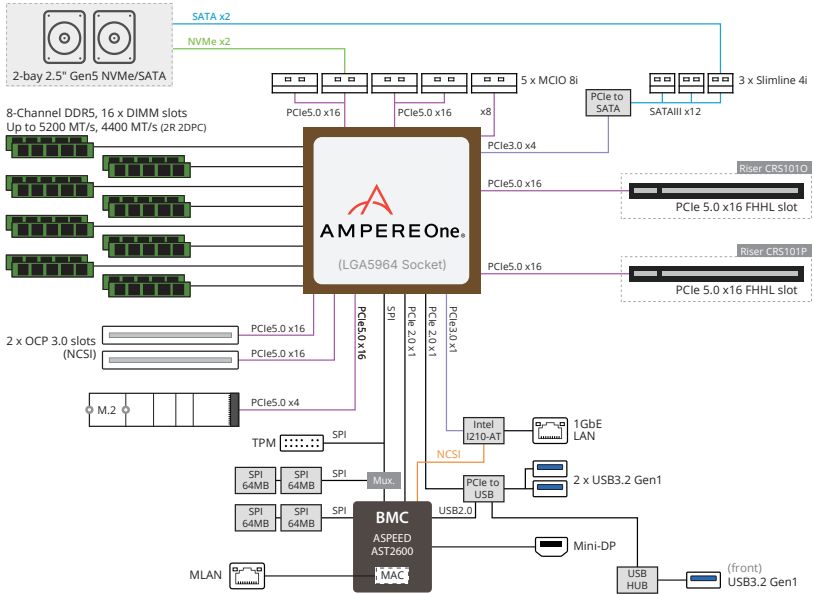 SATA x2
NVMe x2
2-bay 2.5" Gen5 NVMe/SATA
5 x MCIO 8i
3 x Slimline 4i
PCIe5.0 x16
PCIe5.0 x16
x8
PCIe to
SATA
SATAIII x12
8-Channel DDR5, 16 x DIMM slots
Up to 5200 MT/s, 4400 MT/s (2R 2DPC)
PCIe3.0 x4
Riser CRS101O
PCIe5.0 x16
PCIe 5.0 x16 FHHL slot
AMPEREOne®
(LGA5964 Socket)
Riser CRS101P
PCIe5.0 x16
PCIe 5.0 x16 FHHL slot
2 x OCP 3.0 slots
(NCSI)
PCIe5.0 x16
PCIe5.0 x16
PCIe5.0 x16
SPI
PCIe 2.0 x1
PCIe 2.0 x1
PCIe3.0 x1
M.2
PCIe5.0 x4
TPM
SPI
Intel
I210-AT
1GbE
LAN
NCSI
SPI
64MB
SPI
64MB
SPI
Mux.
PCIe to
USB
2 x USB3.2 Gen1
SPI
64MB
SPI
64MB
SPI
BMC
ASPEED
AST2600
MAC
USB2.0
Mini-DP
MLAN
USB
HUB
(front)
USB3.2 Gen1